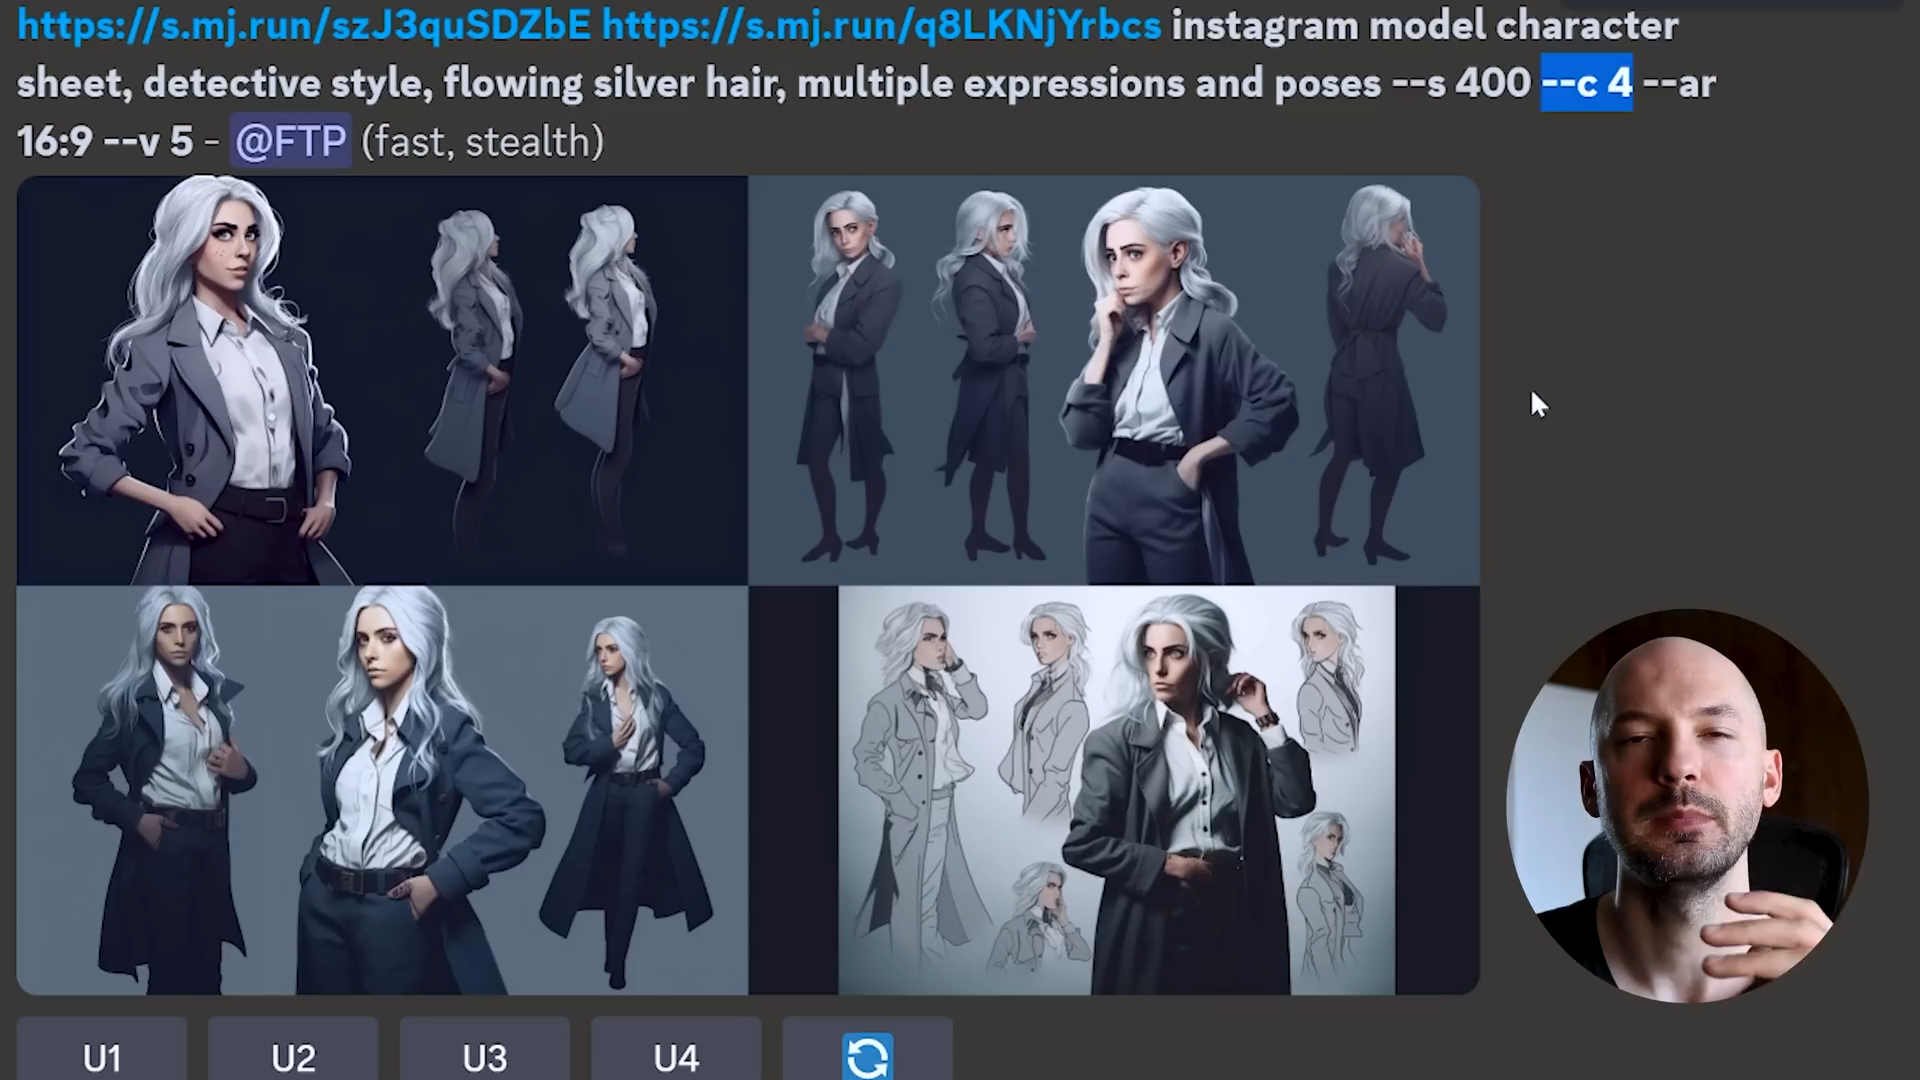 https://s.mj.run/szJ3quSDZbE https://s.mj.run/q8LKNjYrbcs instagram model character
sheet, detective style, flowing silver hair, multiple expressions and poses --s 400 --c 4 --ar
16:9 --v 5 - @FTP (fast, stealth)
U1 U2 U3 U4